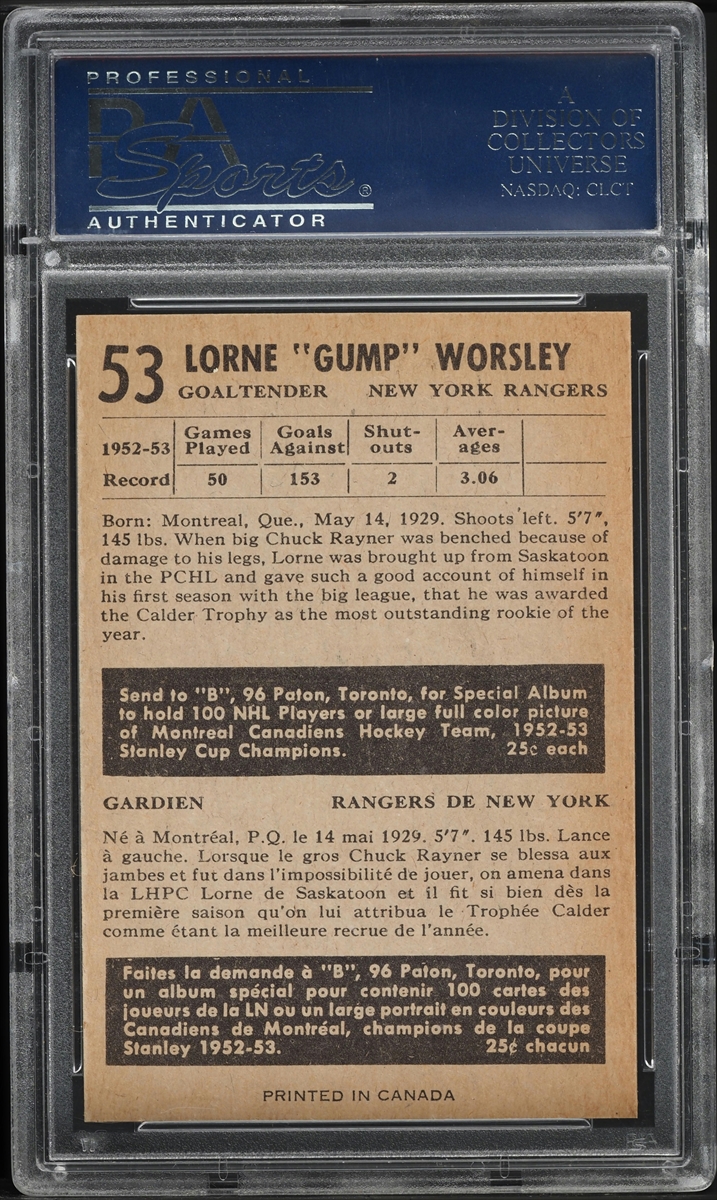 PROFESSIONAL
PSA
Sports®
AUTHENTICATOR
A
DIVISION OF
COLLECTORS
UNIVERSE
NASDAQ: CLCT
53 LORNE "GUMP" WORSLEY
GOALTENDER NEW YORK RANGERS
1952-53 Games Played Goals Against Shut-outs Aver-ages
Record 50 153 2 3.06
Born: Montreal, Que., May 14, 1929. Shoots left. 5'7",
145 lbs. When big Chuck Rayner was benched because of
damage to his legs, Lorne was brought up from Saskatoon
in the PCHL and gave such a good account of himself in
his first season with the big league, that he was awarded
the Calder Trophy as the most outstanding rookie of the
year.
Send to "B", 96 Paton, Toronto, for Special Album
to hold 100 NHL Players or large full color picture
of Montreal Canadiens Hockey Team, 1952-53
Stanley Cup Champions. 25c each
GARDIEN RANGERS DE NEW YORK
Né à Montréal, P.Q. le 14 mai 1929. 5'7". 145 lbs. Lance
à gauche. Lorsque le gros Chuck Rayner se blessa aux
jambes et fut dans l'impossibilité de jouer, on amena dans
la LHPC Lorne de Saskatoon et il fit si bien dès la
première saison qu'on lui attribua le Trophée Calder
comme étant la meilleure recrue de l'année.
Faites la demande à "B", 96 Paton, Toronto, pour
un album spécial pour contenir 100 cartes des
joueurs de la LN ou un large portrait en couleurs des
Canadiens de Montréal, champions de la coupe
Stanley 1952-53. 25¢ chacun
PRINTED IN CANADA